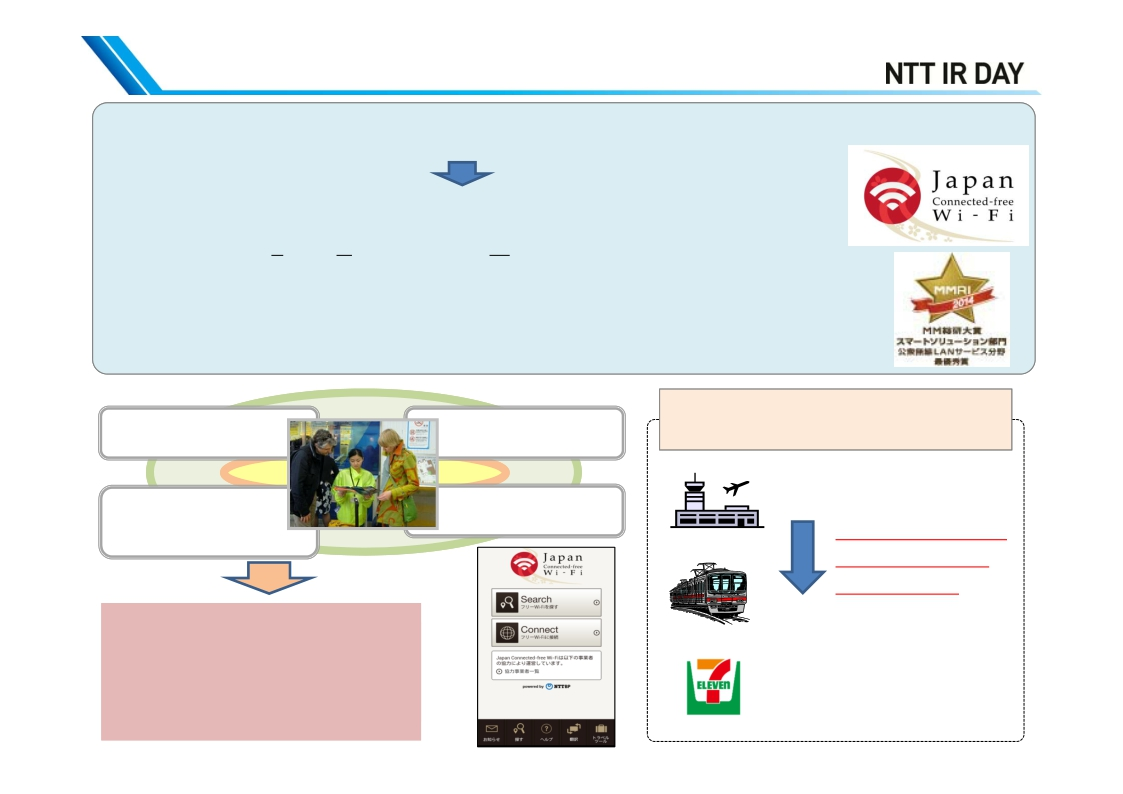 NTT IR DAY
Japan
Connected-free
Wi-Fi
MMRI
2014
MM総研大賞
スマートソリューション部門
公衆無線LANサービス分野
最優秀賞
Japan
Connected-free
Wi-Fi
Search
フリーWi-Fiを探す
Connect
フリーWi-Fiに接続
Japan Connected-free Wi-Fiは以下の事業者
の協力により運営しています。
協力事業者一覧
powered by NTTBP
お知らせ
探す
ヘルプ
翻訳
トラベル
ツール
7
ELEVEN